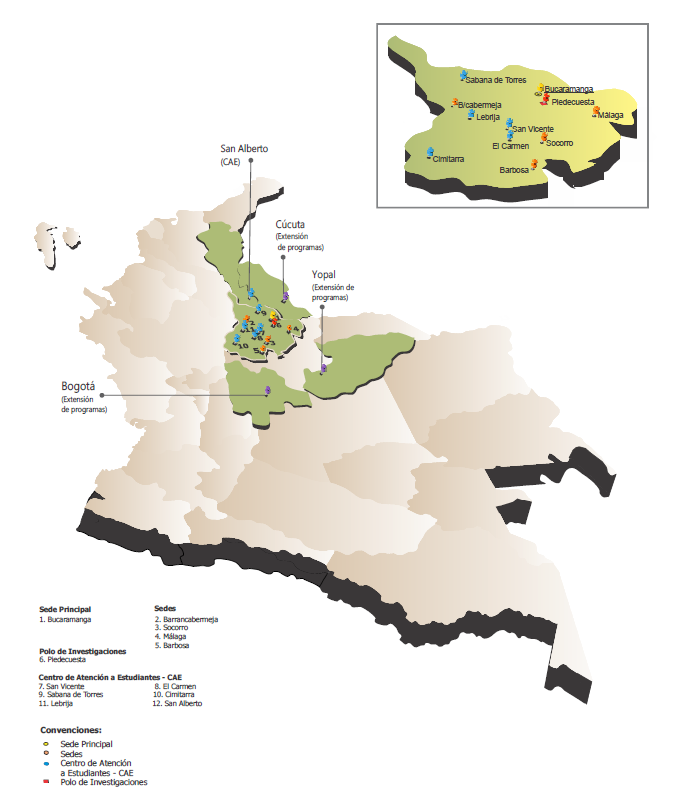 Sabana de Torres
Bucaramanga
B/cabermeja
Piedecuesta
Lebrija
Málaga
San Vicente
El Carmen
Socorro
Cimitarra
Barbosa
San Alberto
(CAE)
Cúcuta
(Extensión
de programas)
Yopal
(Extensión de
programas)
Bogotá
(Extensión
de programas)
Sede Principal
1. Bucaramanga
Sedes
2. Barrancabermeja
3. Socorro
4. Málaga
5. Barbosa
Polo de Investigaciones
6. Piedecuesta
Centro de Atención a Estudiantes - CAE
7. San Vicente 8. El Carmen
9. Sabana de Torres 10. Cimitarra
11. Lebrija 12. San Alberto
Convenciones:
Sede Principal
Sedes
Centro de Atención
a Estudiantes - CAE
Polo de Investigaciones